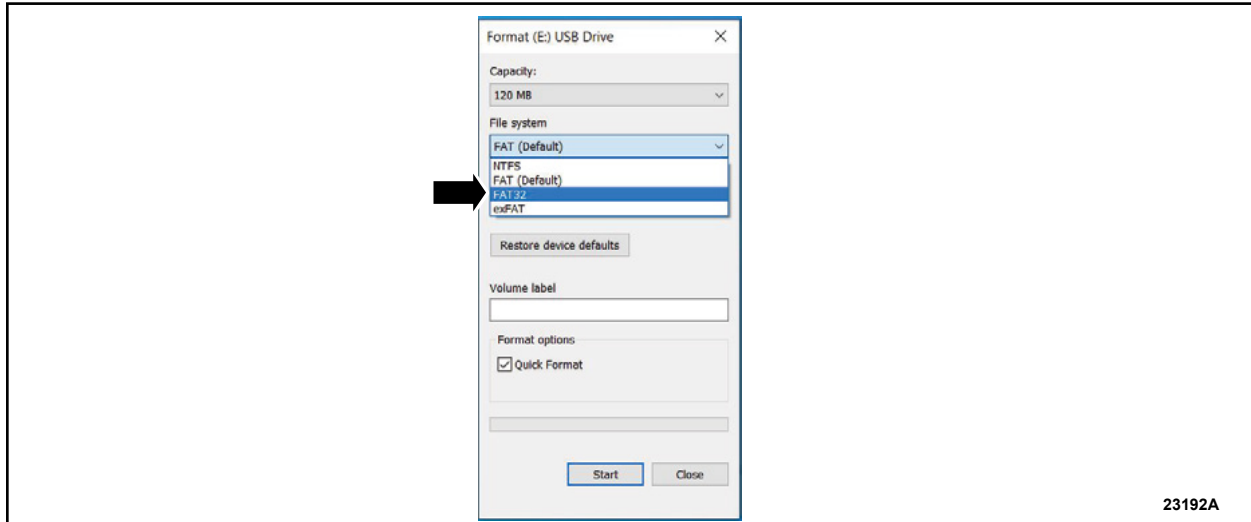 Format (E:) USB Drive
Capacity:
120 MB
File system
FAT (Default)
NTFS
FAT (Default)
FAT32
exFAT
Restore device defaults
Volume label
Format options
Quick Format
Start Close
23192A